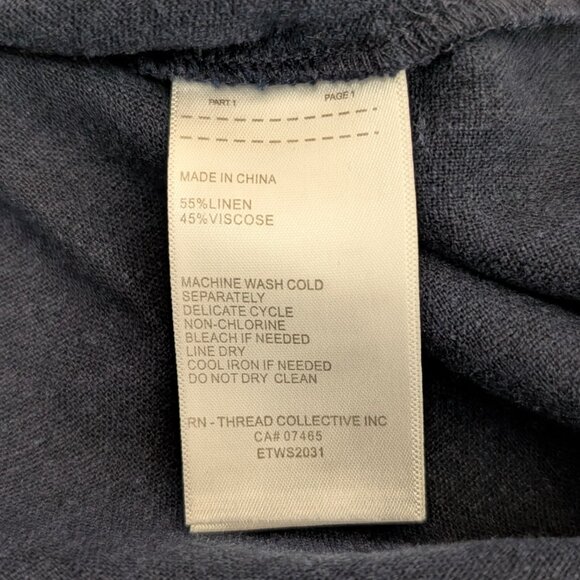 PART 1 PAGE 1
MADE IN CHINA
55%LINEN
45%VISCOSE
MACHINE WASH COLD
SEPARATELY
DELICATE CYCLE
NON-CHLORINE
BLEACH IF NEEDED
LINE DRY
COOL IRON IF NEEDED
DO NOT DRY CLEAN
RN - THREAD COLLECTIVE INC
CA# 07465
ETWS2031